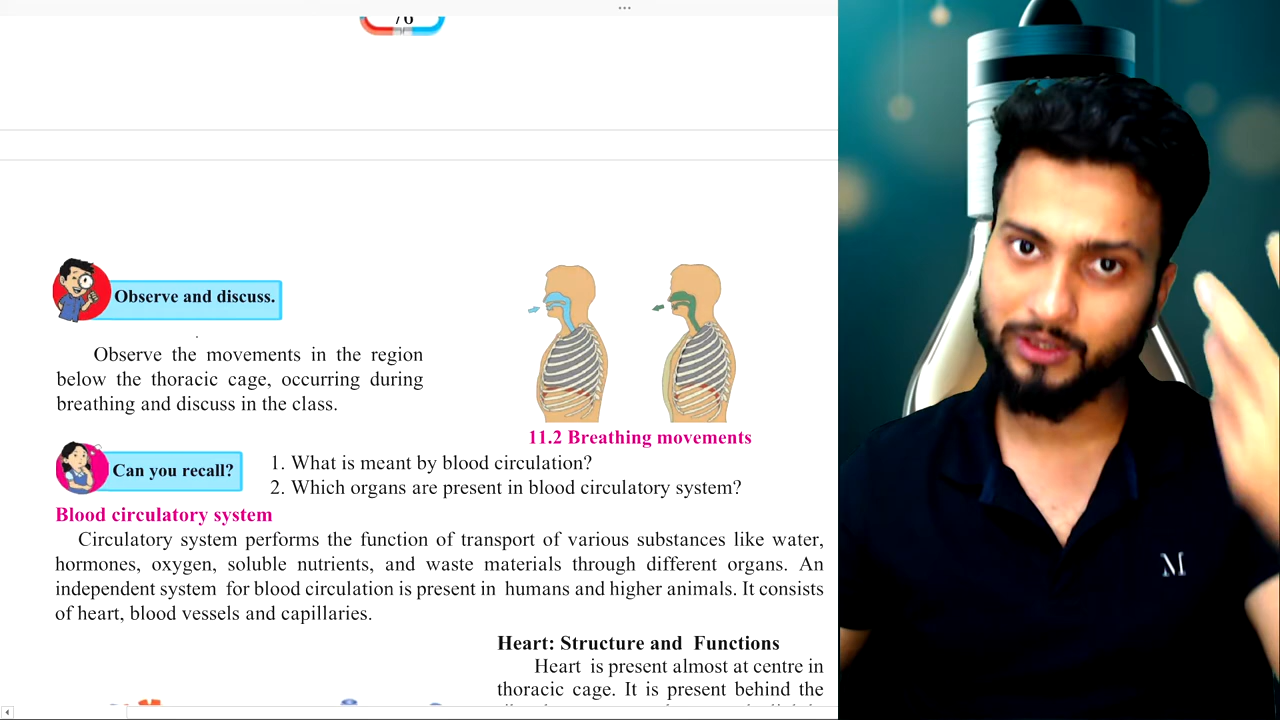 76
Observe and discuss.
Observe the movements in the region
below the thoracic cage, occurring during
breathing and discuss in the class.
11.2 Breathing movements
Can you recall?
1. What is meant by blood circulation?
2. Which organs are present in blood circulatory system?
Blood circulatory system
Circulatory system performs the function of transport of various substances like water,
hormones, oxygen, soluble nutrients, and waste materials through different organs. An
independent system for blood circulation is present in humans and higher animals. It consists
of heart, blood vessels and capillaries.
Heart: Structure and Functions
Heart is present almost at centre in
thoracic cage. It is present behind the
M